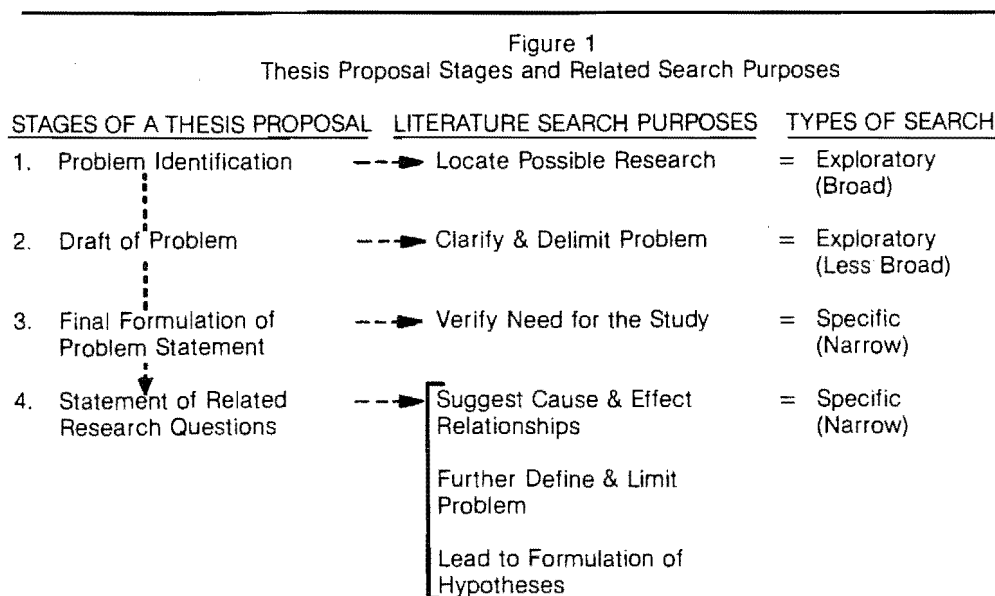 Figure 1
Thesis Proposal Stages and Related Search Purposes
STAGES OF A THESIS PROPOSAL LITERATURE SEARCH PURPOSES TYPES OF SEARCH
1. Problem Identification Locate Possible Research = Exploratory
(Broad)
2. Draft of Problem Clarify & Delimit Problem = Exploratory
(Less Broad)
3. Final Formulation of Verify Need for the Study = Specific
Problem Statement (Narrow)
4. Statement of Related Suggest Cause & Effect = Specific
Research Questions Relationships (Narrow)
Further Define & Limit
Problem
Lead to Formulation of
Hypotheses